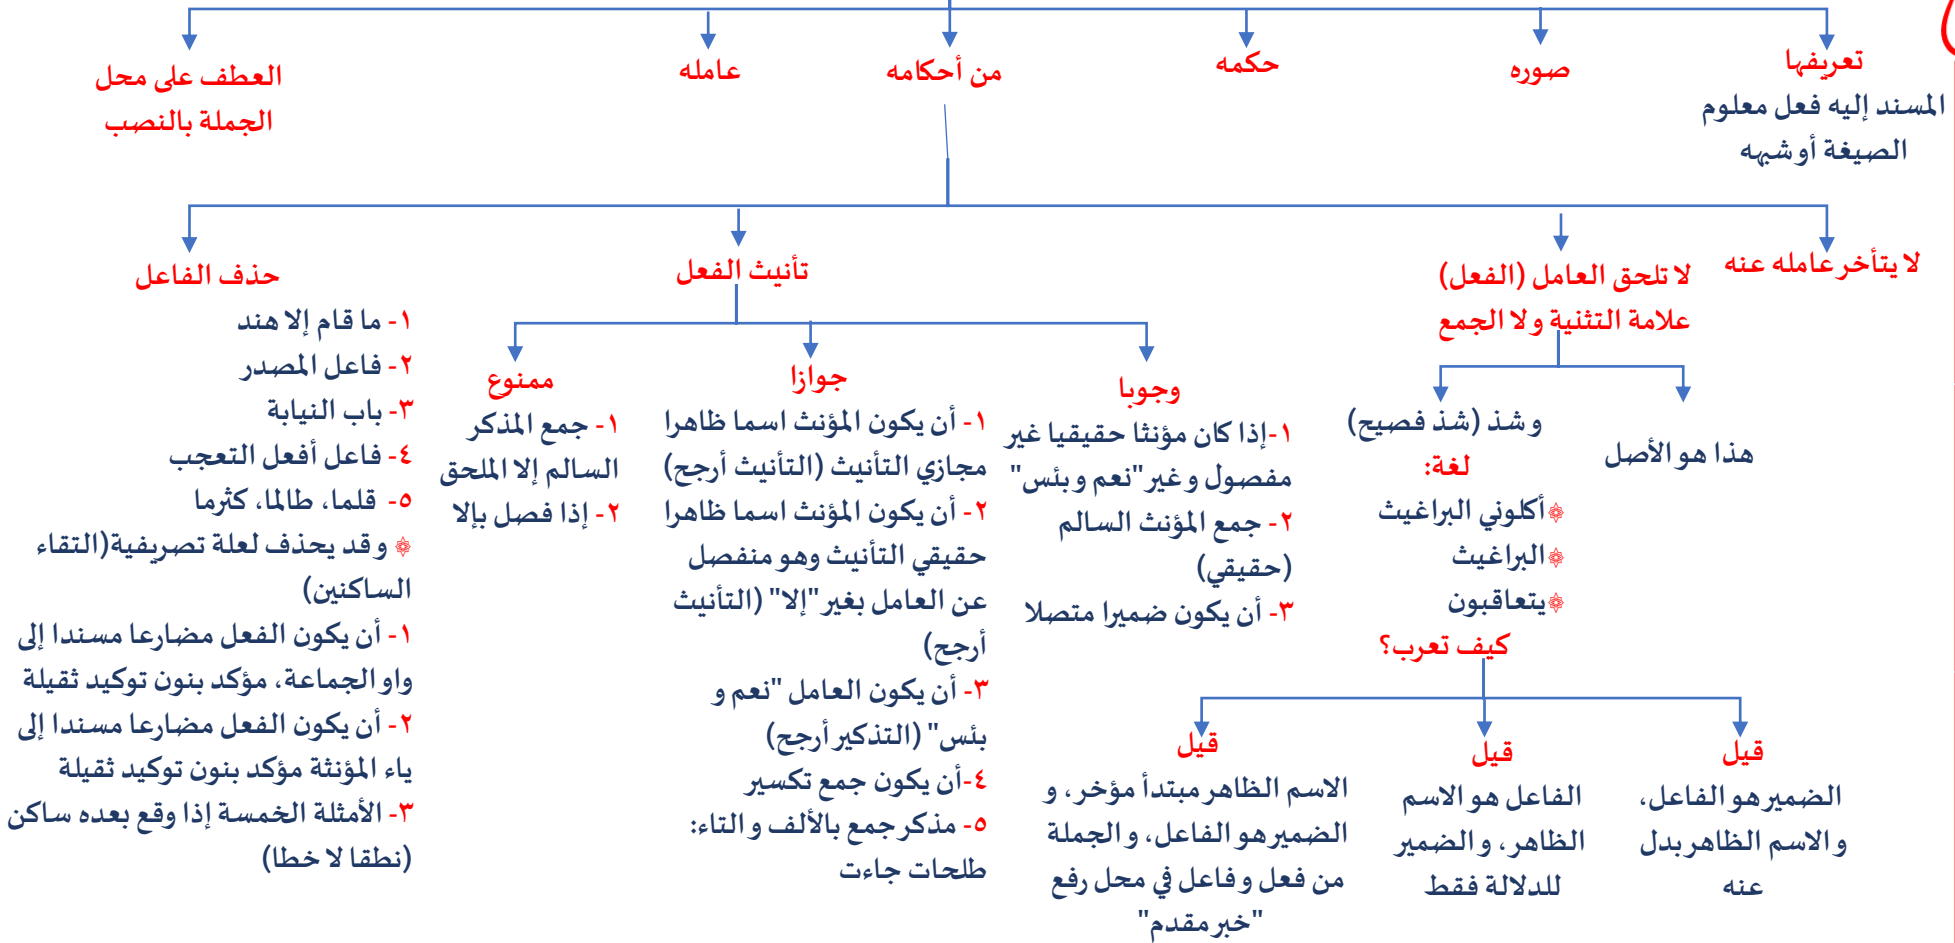 تعريفها
المسند إليه فعل معلوم
الصيغة أو شبهه
صوره
حكمه
من أحكامه
عامله
العطف على محل
الجملة بالنصب
لا يتأخر عامله عنه
لا تلحق العامل (الفعل)
علامة التثنية ولا الجمع
هذا هو الأصل
وشذ (شذ فصيح)
لغة:
أكلوني البراغيث
البراغيث
يتعاقبون
كيف تعرب؟
قيل
الضمير هو الفاعل،
والاسم الظاهر بدل
عنه
قيل
الفاعل هو الاسم
الظاهر، والضمير
للدلالة فقط
قيل
الاسم الظاهر مبتدأ مؤخر، و
الضمير هو الفاعل، والجملة
من فعل وفاعل في محل رفع
"خبر مقدم"
تأنيث الفعل
وجوبا
١- إذا كان مؤنثا حقيقيا غير
مفصول وغير "نعم وبئس"
٢- جمع المؤنث السالم
(حقيقي)
٣- أن يكون ضميرا متصلا
جوازا
١- أن يكون المؤنث اسما ظاهرا
مجازي التأنيث (التأنيث أرجح)
٢- أن يكون المؤنث اسما ظاهرا
حقيقي التأنيث وهو منفصل
عن العامل بغير "إلا" (التأنيث
أرجح)
٣- أن يكون العامل "نعم و
بئس" (التذكير أرجح)
٤- أن يكون جمع تكسير
٥- مذكر جمع بالألف والتاء:
طلحات جاءت
ممنوع
١- جمع المذكر
السالم إلا الملحق
٢- إذا فصل بإلا
حذف الفاعل
١- ما قام إلا هند
٢- فاعل المصدر
٣- باب النيابة
٤- فاعل أفعل التعجب
٥- قلما، طالما، كثرما
وقد يحذف لعلة تصريفية (التقاء
الساكنين)
١- أن يكون الفعل مضارعا مسندا إلى
واو الجماعة، مؤكد بنون توكيد ثقيلة
٢- أن يكون الفعل مضارعا مسندا إلى
ياء المؤنثة مؤكد بنون توكيد ثقيلة
٣- الأمثلة الخمسة إذا وقع بعده ساكن
(نطقا لا خطا)